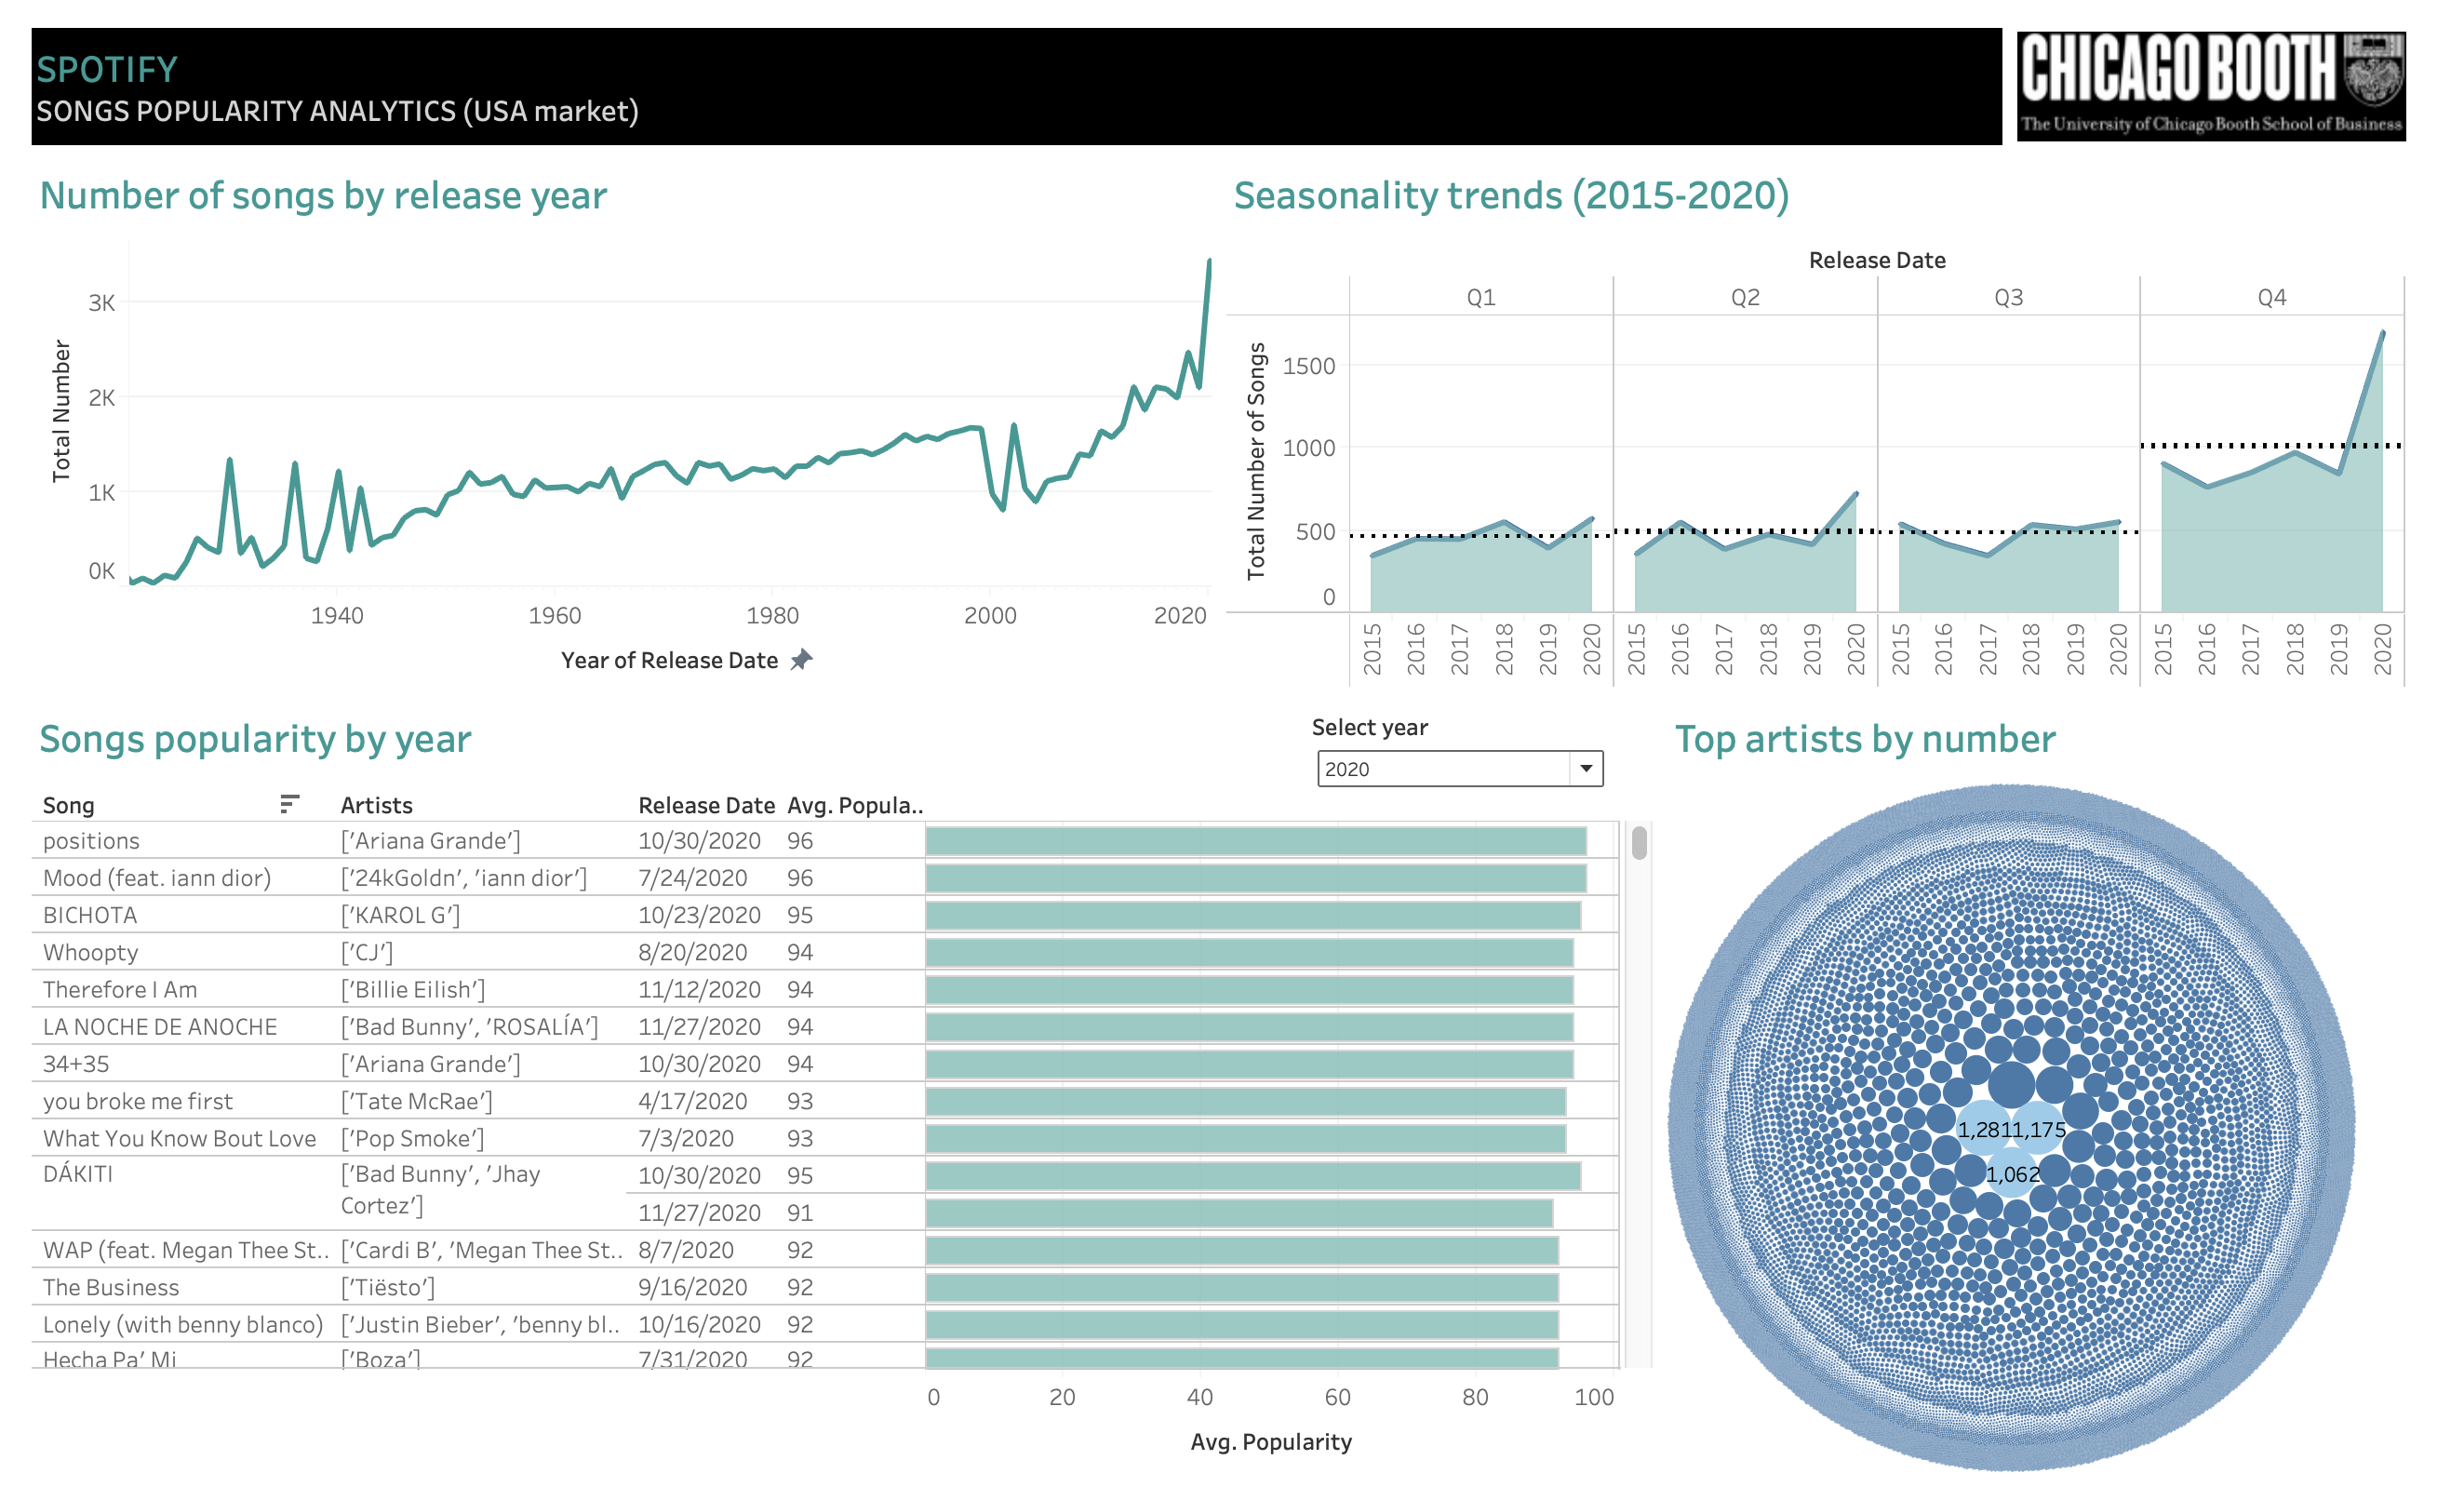 SPOTIFY
SONGS POPULARITY ANALYTICS (USA market)
CHICAGO BOOTH
The University of Chicago Booth School of Business
Number of songs by release year
Total Number
3K
2K
1K
0K
1940 1960 1980 2000 2020
Year of Release Date
Seasonality trends (2015-2020)
Release Date
Q1 Q2 Q3 Q4
Total Number of Songs
1500
1000
500
0
2015 2016 2017 2018 2019 2020 2015 2016 2017 2018 2019 2020 2015 2016 2017 2018 2019 2020 2015 2016 2017 2018 2019 2020
Songs popularity by year
Select year
2020
Song Artists Release Date Avg. Popula..
positions ['Ariana Grande'] 10/30/2020 96
Mood (feat. iann dior) ['24kGoldn', 'iann dior'] 7/24/2020 96
BICHOTA ['KAROL G'] 10/23/2020 95
Whoopty ['CJ'] 8/20/2020 94
Therefore I Am ['Billie Eilish'] 11/12/2020 94
LA NOCHE DE ANOCHE ['Bad Bunny', 'ROSALÍA'] 11/27/2020 94
34+35 ['Ariana Grande'] 10/30/2020 94
you broke me first ['Tate McRae'] 4/17/2020 93
What You Know Bout Love ['Pop Smoke'] 7/3/2020 93
DÁKITI ['Bad Bunny', 'Jhay Cortez'] 10/30/2020 95
11/27/2020 91
WAP (feat. Megan Thee St.. ['Cardi B', 'Megan Thee St.. 8/7/2020 92
The Business ['Tiësto'] 9/16/2020 92
Lonely (with benny blanco) ['Justin Bieber', 'benny bl.. 10/16/2020 92
Hecha Pa' Mi ['Boza'] 7/31/2020 92
0 20 40 60 80 100
Avg. Popularity
Top artists by number
1,281 1,175
1,062